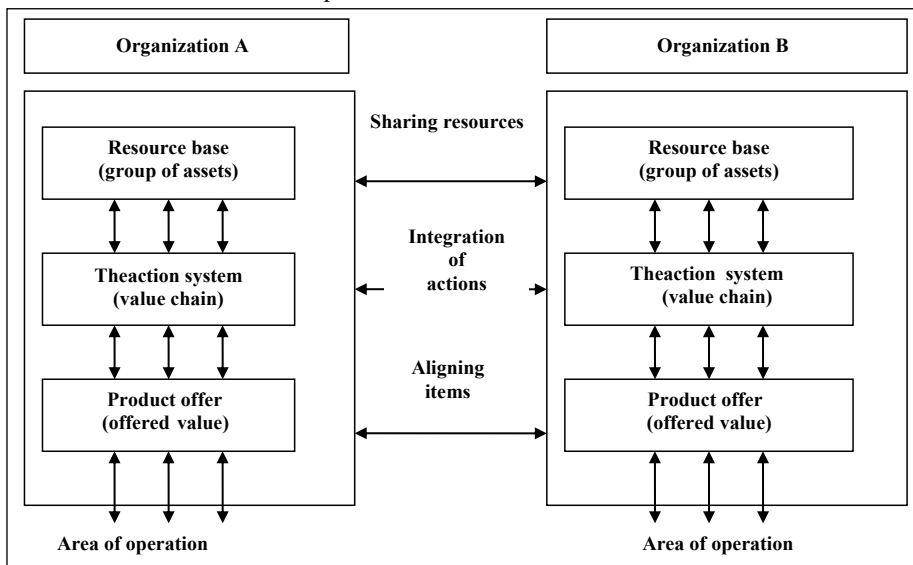 Organization A
Organization B
Sharing resources
Resource base
(group of assets)
Resource base
(group of assets)
Integration
of
actions
Theaction system
(value chain)
Theaction system
(value chain)
Aligning
items
Product offer
(offered value)
Product offer
(offered value)
Area of operation
Area of operation